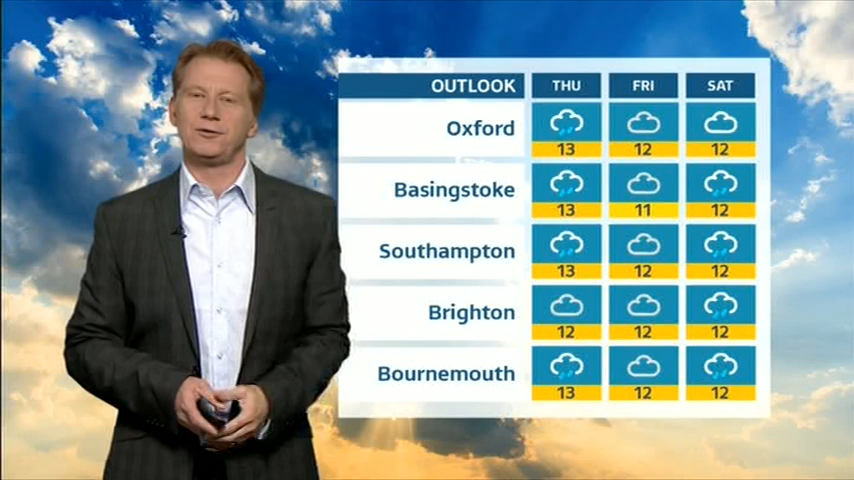 OUTLOOK THU FRI SAT
Oxford 13 12 12
Basingstoke 13 11 12
Southampton 13 12 12
Brighton 12 12 12
Bournemouth 13 12 12